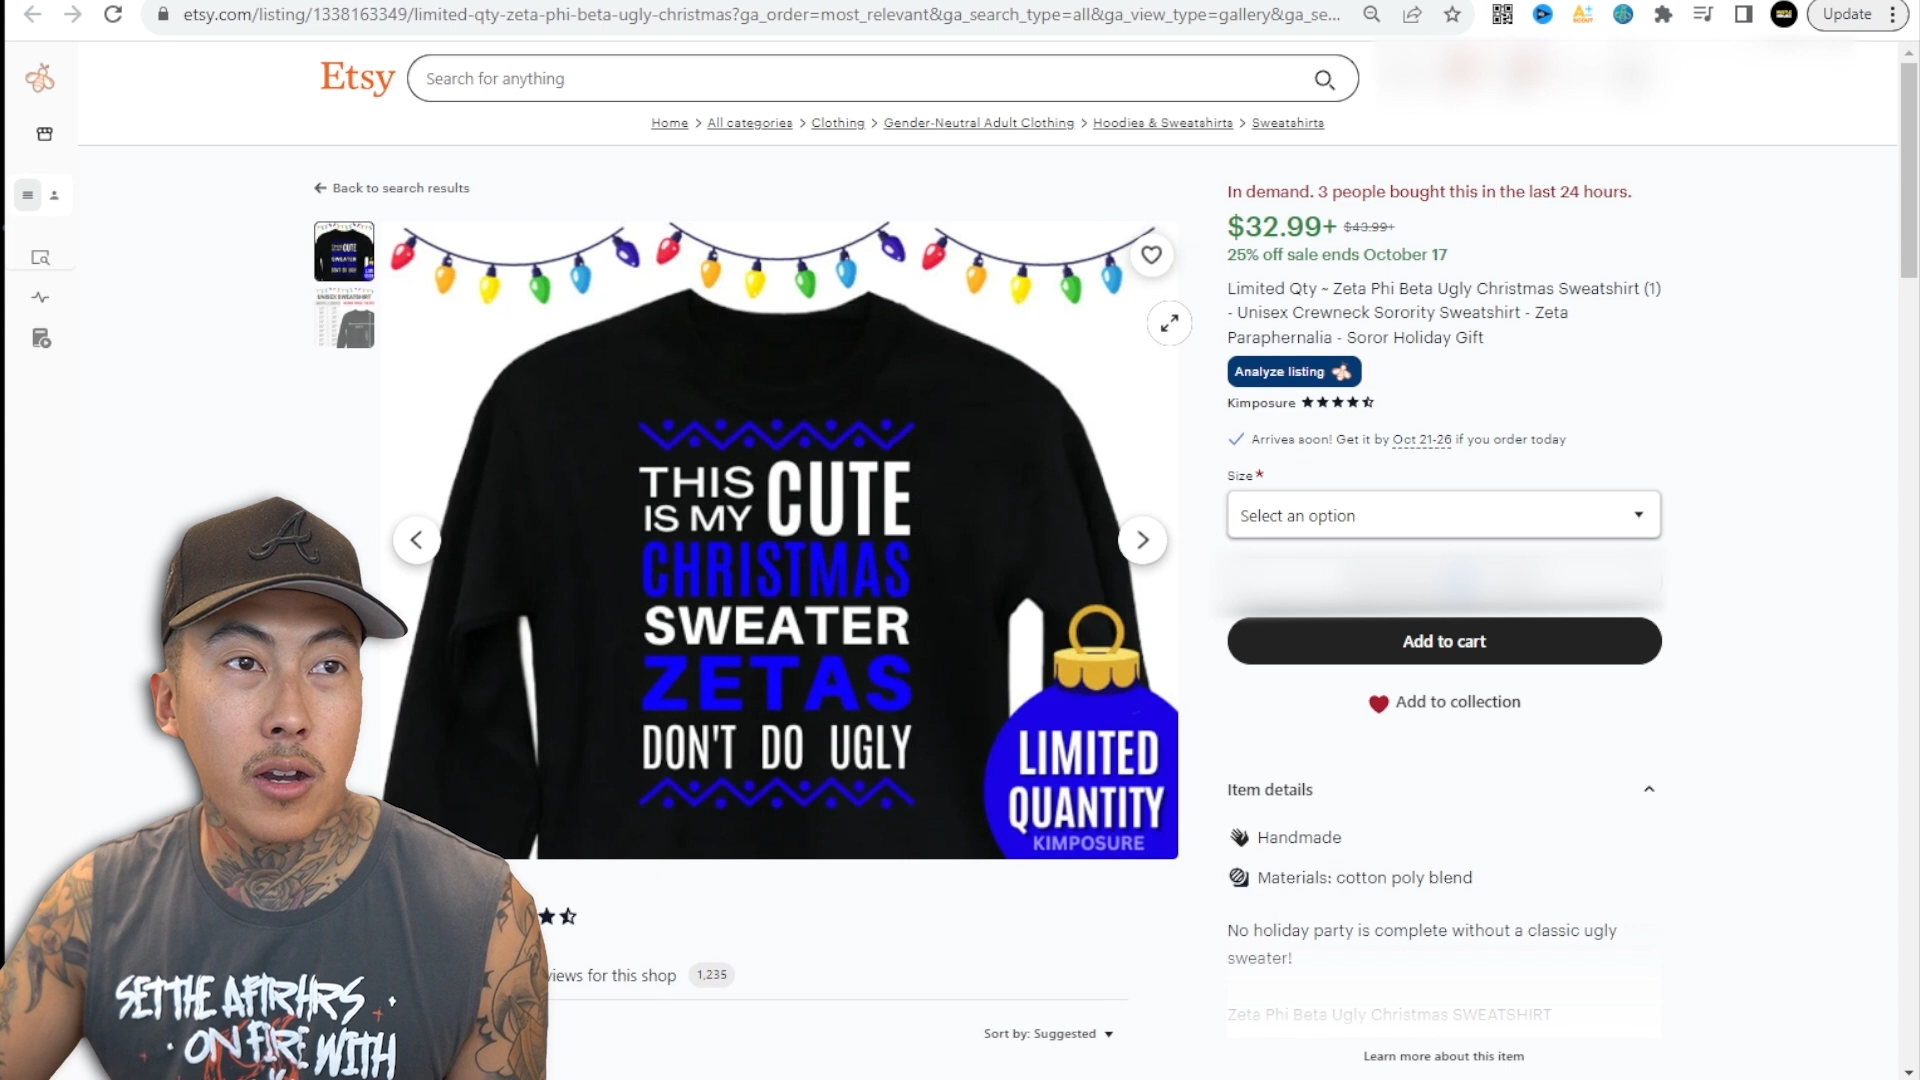 etsy.com/listing/1338163349/limited-qty-zeta-phi-beta-ugly-christmas?ga_order=most_relevant&ga_search_type=all&ga_view_type=gallery&ga_se...
Update
Etsy
Search for anything
Home > All categories > Clothing > Gender-Neutral Adult Clothing > Hoodies & Sweatshirts > Sweatshirts
Back to search results
In demand. 3 people bought this in the last 24 hours.
$32.99+ $43.99+
25% off sale ends October 17
Limited Qty ~ Zeta Phi Beta Ugly Christmas Sweatshirt (1)
- Unisex Crewneck Sorority Sweatshirt - Zeta
Paraphernalia - Soror Holiday Gift
Analyze listing
Kimposure
Arrives soon! Get it by Oct 21-26 if you order today
Size*
Select an option
Add to cart
Add to collection
Item details
Handmade
Materials: cotton poly blend
No holiday party is complete without a classic ugly
sweater!
Zeta Phi Beta Ugly Christmas SWEATSHIRT
Learn more about this item
THIS
IS MY CUTE
CHRISTMAS
SWEATER
ZETAS
DON'T DO UGLY
LIMITED
QUANTITY
KIMPOSURE
views for this shop 1,235
Sort by: Suggested
ON FIRE WITH